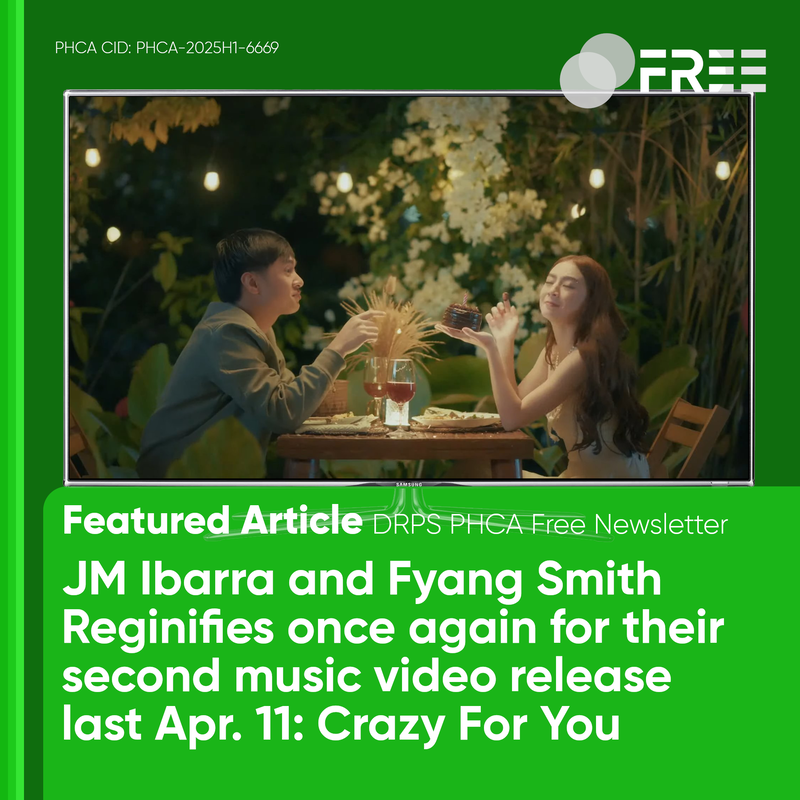 PHCA CID: PHCA-2025H1-6669
FREE
SAMSUNG
Featured Article DRPS PHCA Free Newsletter
JM Ibarra and Fyang Smith
Reginifies once again for their
second music video release
last Apr. 11: Crazy For You